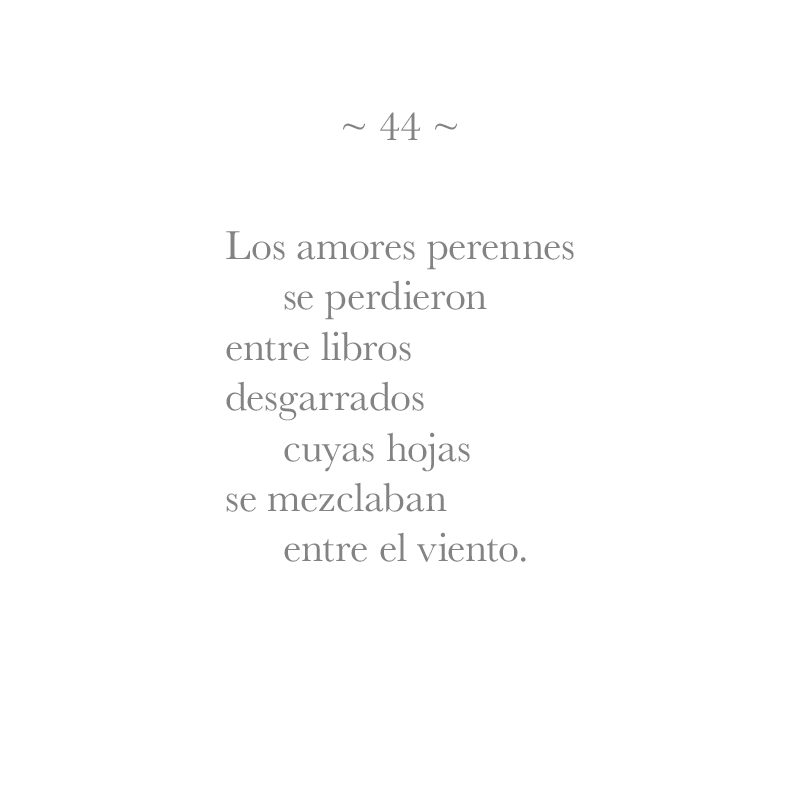 ~ 44 ~
Los amores perennes
se perdieron
entre libros
desgarrados
cuyas hojas
se mezclaban
entre el viento.